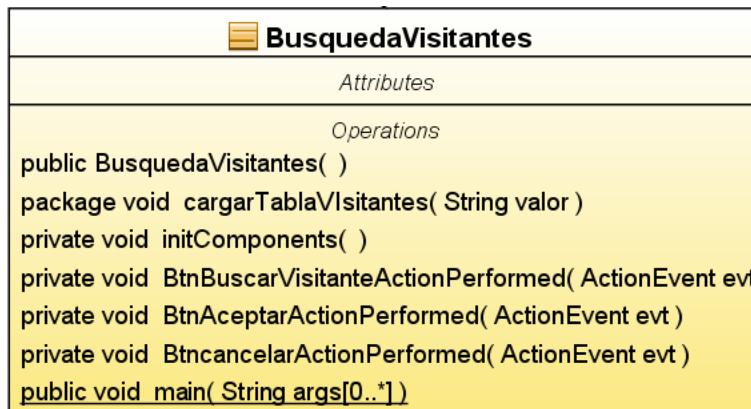 BusquedaVisitantes
Attributes
Operations
public BusquedaVisitantes( )
package void cargarTablaVIsitantes( String valor )
private void initComponents( )
private void BtnBuscarVisitanteActionPerformed( ActionEvent evt
private void BtnAceptarActionPerformed( ActionEvent evt )
private void BtncancelarActionPerformed( ActionEvent evt )
public void main( String args[0..*] )